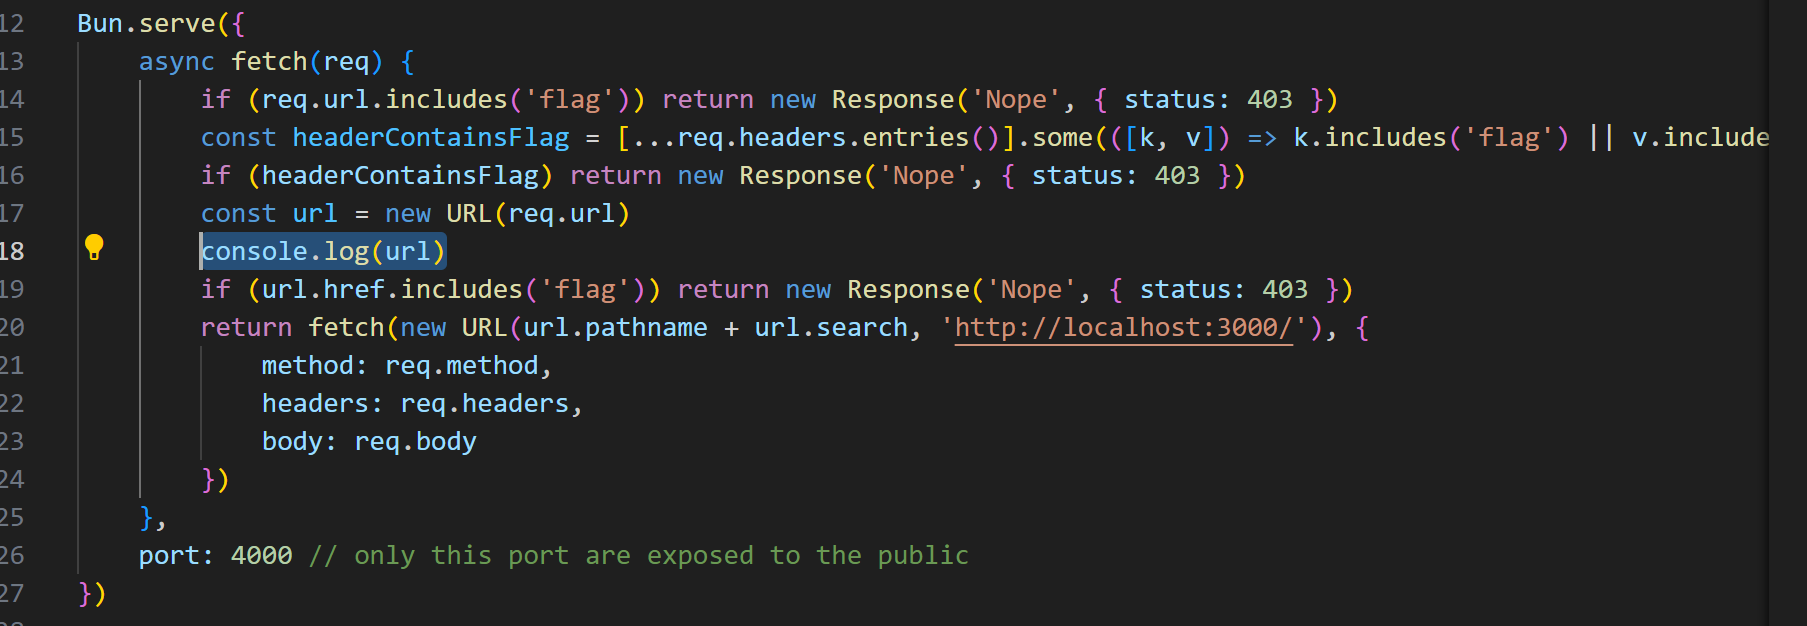 12 Bun.serve({
13 async fetch(req) {
14 if (req.url.includes('flag')) return new Response('Nope', { status: 403 })
15 const headerContainsFlag = [...req.headers.entries()].some(([k, v]) => k.includes('flag') || v.include
16 if (headerContainsFlag) return new Response('Nope', { status: 403 })
17 const url = new URL(req.url)
18 console.log(url)
19 if (url.href.includes('flag')) return new Response('Nope', { status: 403 })
20 return fetch(new URL(url.pathname + url.search, 'http://localhost:3000/'), {
21 method: req.method,
22 headers: req.headers,
23 body: req.body
24 })
25 },
26 port: 4000 // only this port are exposed to the public
27 })